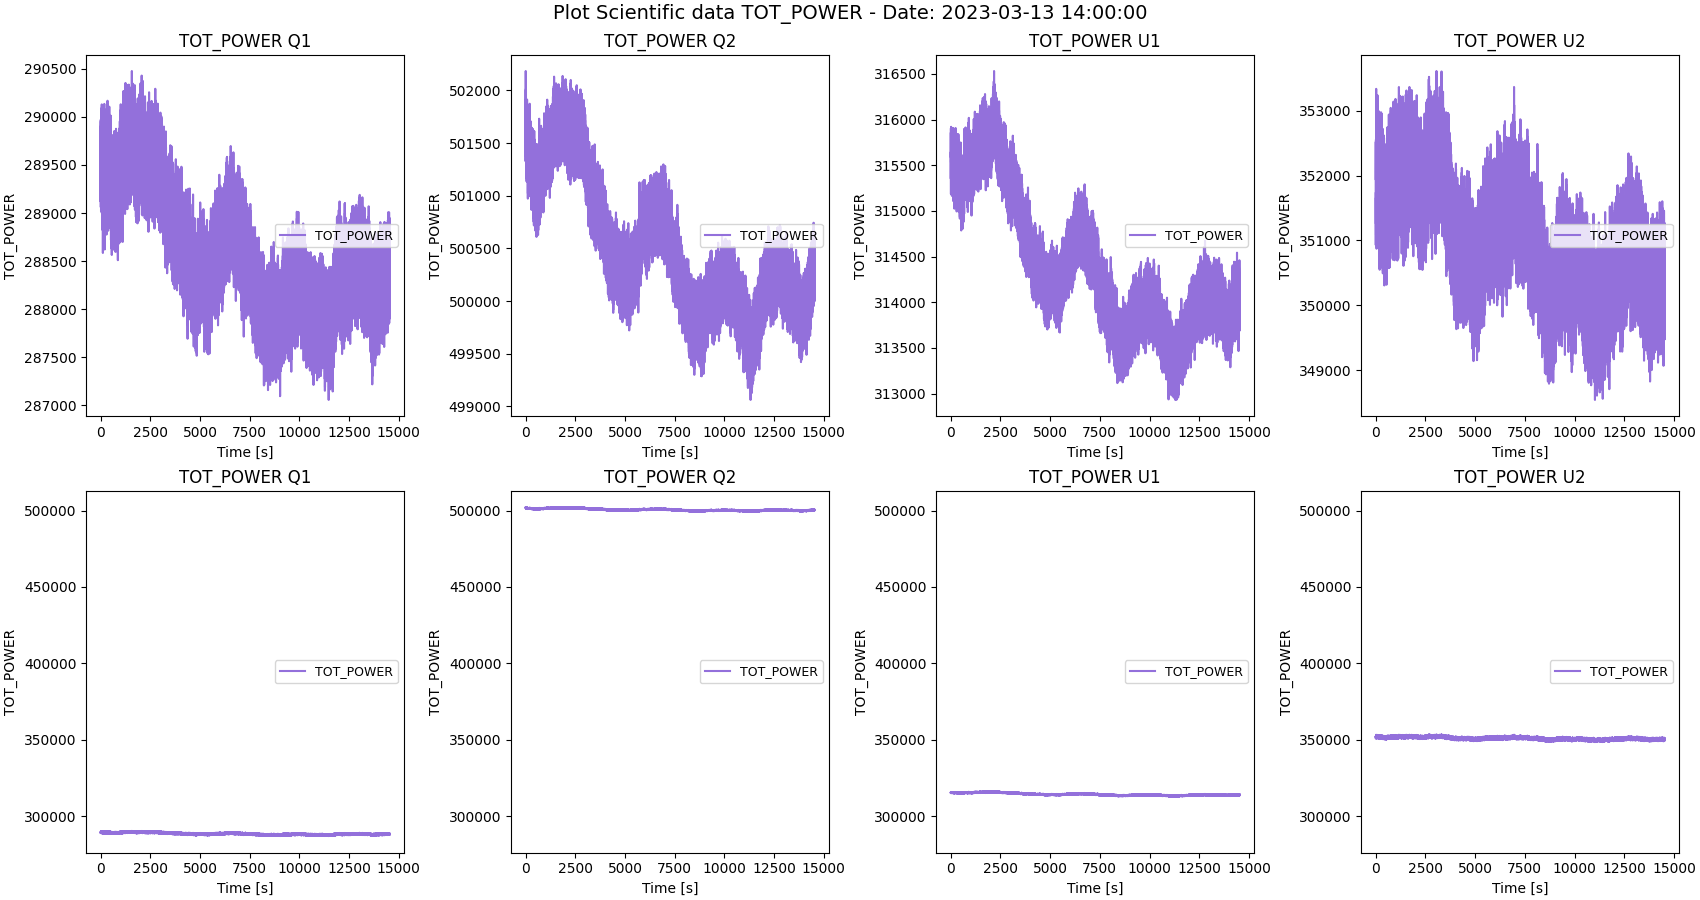 Plot Scientific data TOT_POWER - Date: 2023-03-13 14:00:00
TOT_POWER Q1
290500
290000
289500
289000
288500
288000
287500
287000
TOT_POWER
TOT_POWER
0 2500 5000 7500 10000 12500 15000
Time [s]
TOT_POWER Q2
502000
501500
501000
500500
500000
499500
499000
TOT_POWER
TOT_POWER
0 2500 5000 7500 10000 12500 15000
Time [s]
TOT_POWER U1
316500
316000
315500
315000
314500
314000
313500
313000
TOT_POWER
TOT_POWER
0 2500 5000 7500 10000 12500 15000
Time [s]
TOT_POWER U2
353000
352000
351000
350000
349000
TOT_POWER
TOT_POWER
0 2500 5000 7500 10000 12500 15000
Time [s]
TOT_POWER Q1
500000
450000
400000
350000
300000
TOT_POWER
TOT_POWER
0 2500 5000 7500 10000 12500 15000
Time [s]
TOT_POWER Q2
500000
450000
400000
350000
300000
TOT_POWER
TOT_POWER
0 2500 5000 7500 10000 12500 15000
Time [s]
TOT_POWER U1
500000
450000
400000
350000
300000
TOT_POWER
TOT_POWER
0 2500 5000 7500 10000 12500 15000
Time [s]
TOT_POWER U2
500000
450000
400000
350000
300000
TOT_POWER
TOT_POWER
0 2500 5000 7500 10000 12500 15000
Time [s]